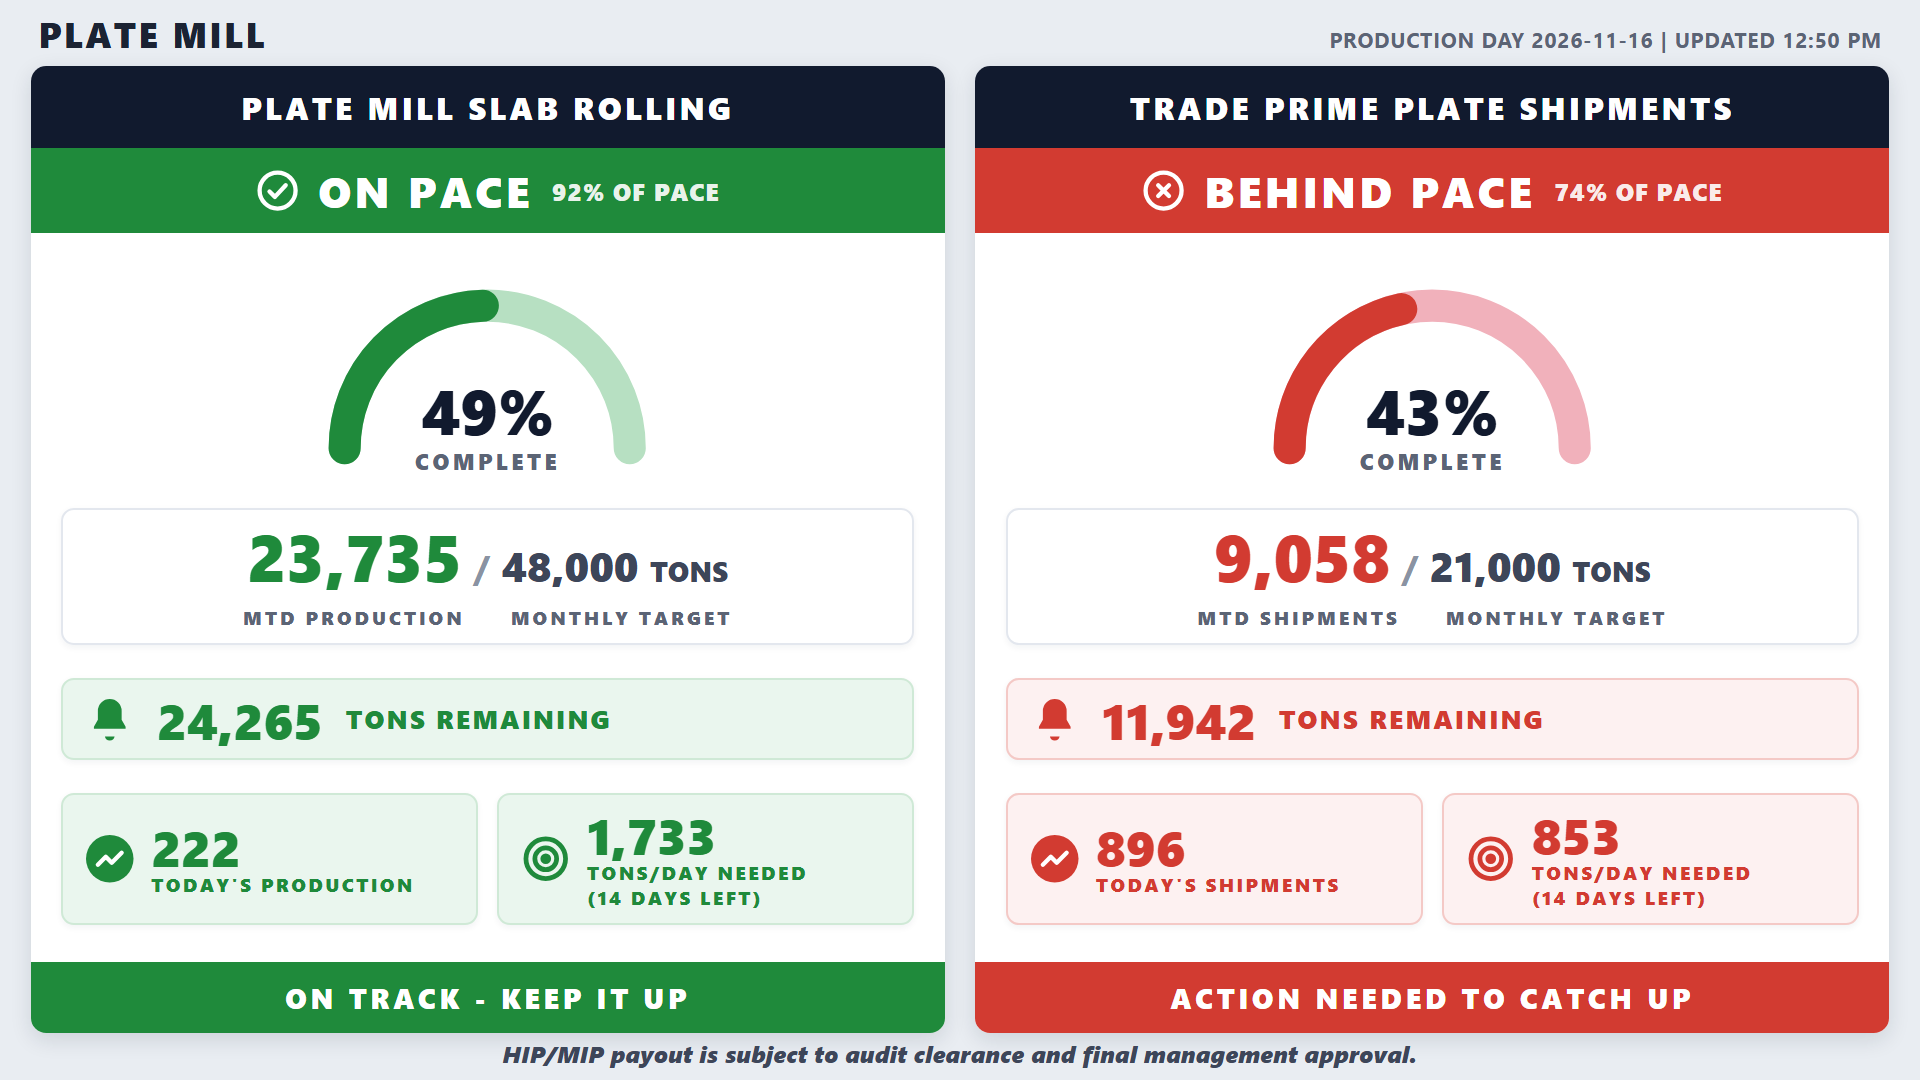 PLATE MILL
PRODUCTION DAY 2026-11-16 | UPDATED 12:50 PM
PLATE MILL SLAB ROLLING
ON PACE 92% OF PACE
49%
COMPLETE
23,735 / 48,000 TONS
MTD PRODUCTION MONTHLY TARGET
24,265 TONS REMAINING
222
TODAY'S PRODUCTION
1,733
TONS/DAY NEEDED
(14 DAYS LEFT)
ON TRACK - KEEP IT UP
TRADE PRIME PLATE SHIPMENTS
BEHIND PACE 74% OF PACE
43%
COMPLETE
9,058 / 21,000 TONS
MTD SHIPMENTS MONTHLY TARGET
11,942 TONS REMAINING
896
TODAY'S SHIPMENTS
853
TONS/DAY NEEDED
(14 DAYS LEFT)
ACTION NEEDED TO CATCH UP
HIP/MIP payout is subject to audit clearance and final management approval.